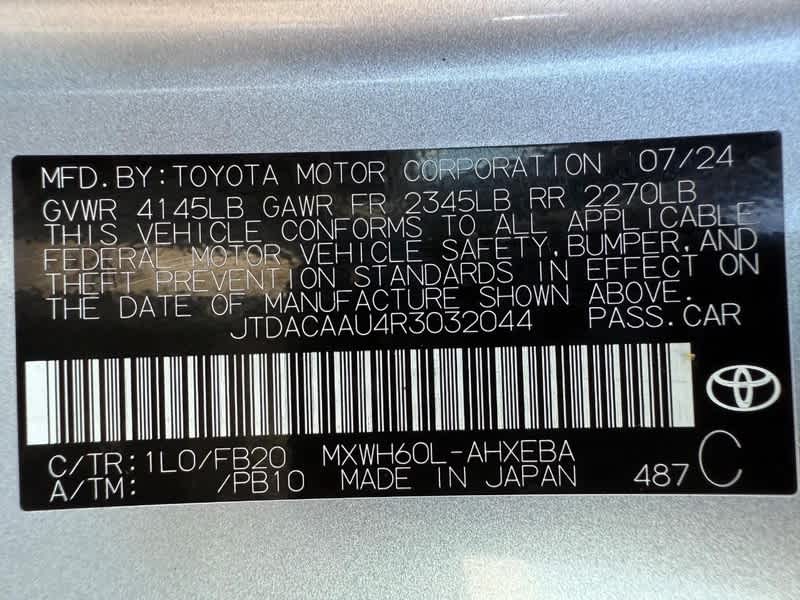 MFD. BY: TOYOTA MOTOR CORPORATION 07/24
GVWR 4145LB GAWR FR 2345LB RR 2270LB
THIS VEHICLE CONFORMS TO ALL APPLICABLE
FEDERAL MOTOR VEHICLE SAFETY, BUMPER, AND
THEFT PREVENTION STANDARDS IN EFFECT ON
THE DATE OF MANUFACTURE SHOWN ABOVE.
JTDACAAU4R3032044 PASS. CAR
C/TR: 1L0/FB20 MXWH60L-AHXEBA
A/TM: /PB10 MADE IN JAPAN 487 C